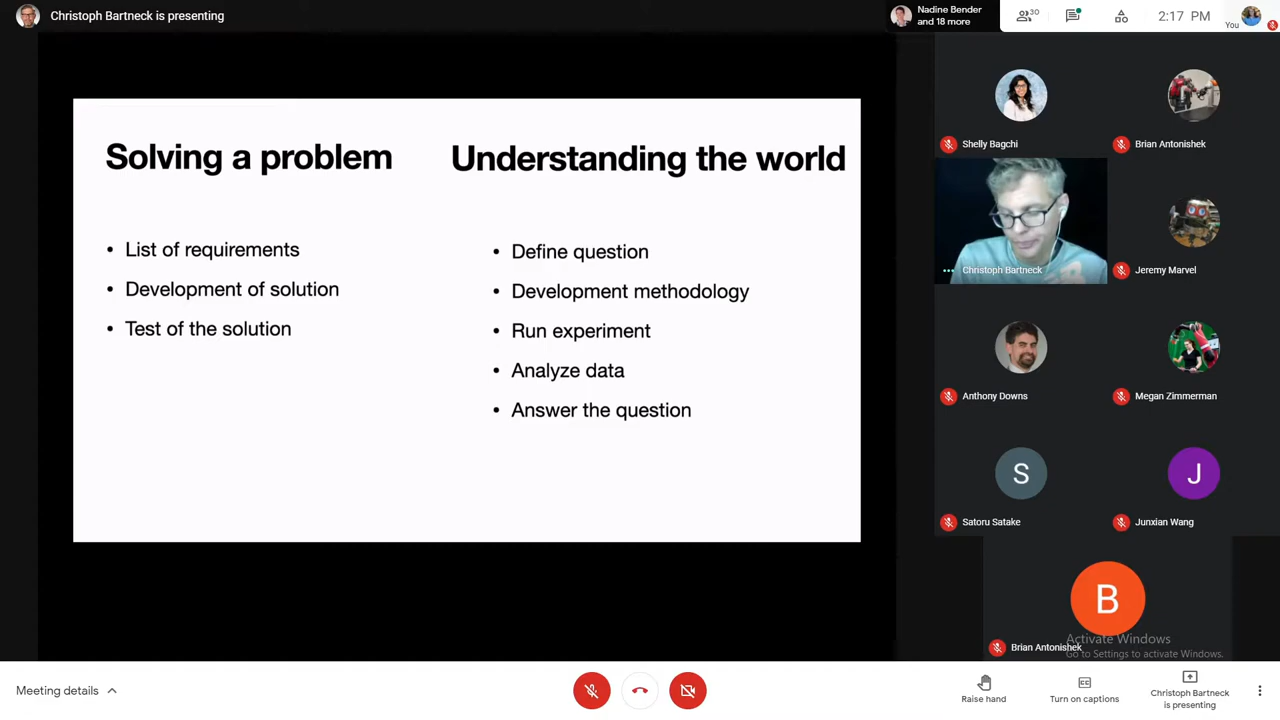 Christoph Bartneck is presenting
Nadine Bender
and 18 more
30
2:17 PM
You
Solving a problem
• List of requirements
• Development of solution
• Test of the solution
Understanding the world
• Define question
• Development methodology
• Run experiment
• Analyze data
• Answer the question
Shelly Bagchi
Brian Antonishek
Christoph Bartneck
Jeremy Marvel
Anthony Downs
Megan Zimmerman
S
Satoru Satake
J
Junxian Wang
B
Brian Antonishek
Activate Windows
Go to Settings to activate Windows.
Meeting details
Raise hand
Turn on captions
Christoph Bartneck
is presenting